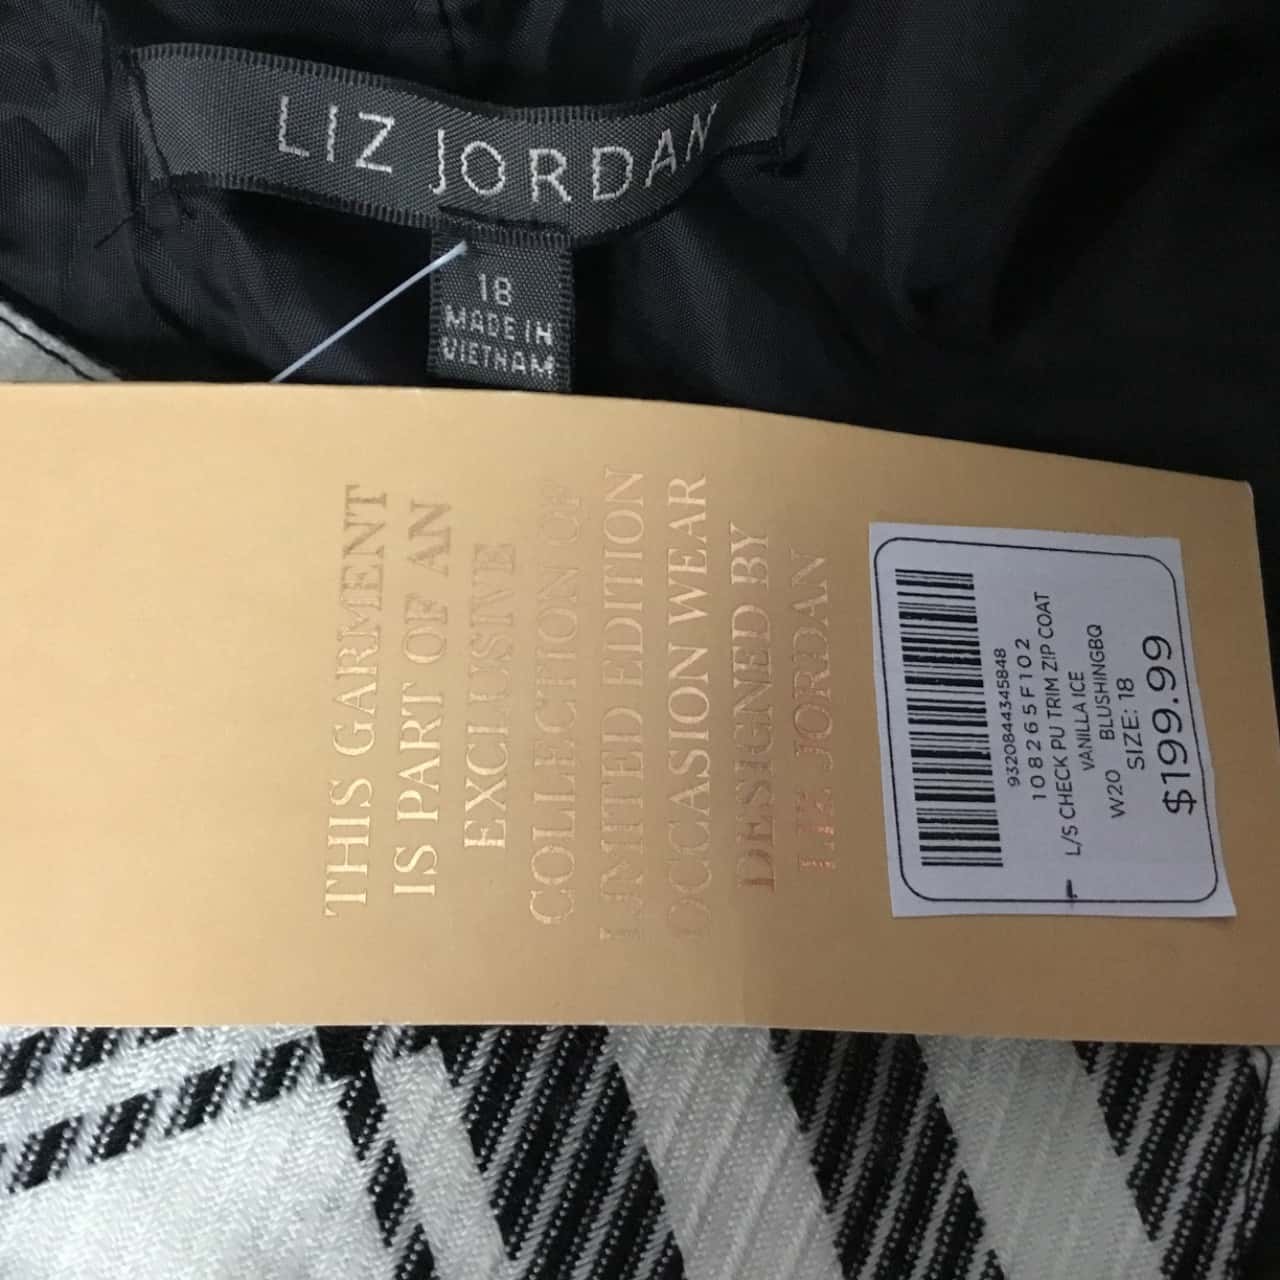 LIZ JORDAN
18
MADE IN
VIETNAM
THIS GARMENT
IS PART OF AN
EXCLUSIVE
COLLECTION OF
LIMITED EDITION
OCCASION WEAR
DESIGNED BY
LIZ JORDAN
9320844345848
108265F102
L/S CHECK PU TRIM ZIP COAT
VANILLA ICE
W20 BLUSHINGBQ
SIZE: 18
$199.99